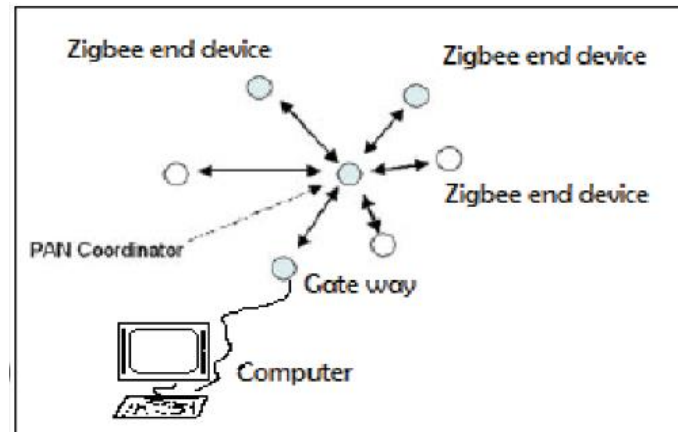 Zigbee end device
Zigbee end device
Zigbee end device
PAN Coordinator
Gate way
Computer